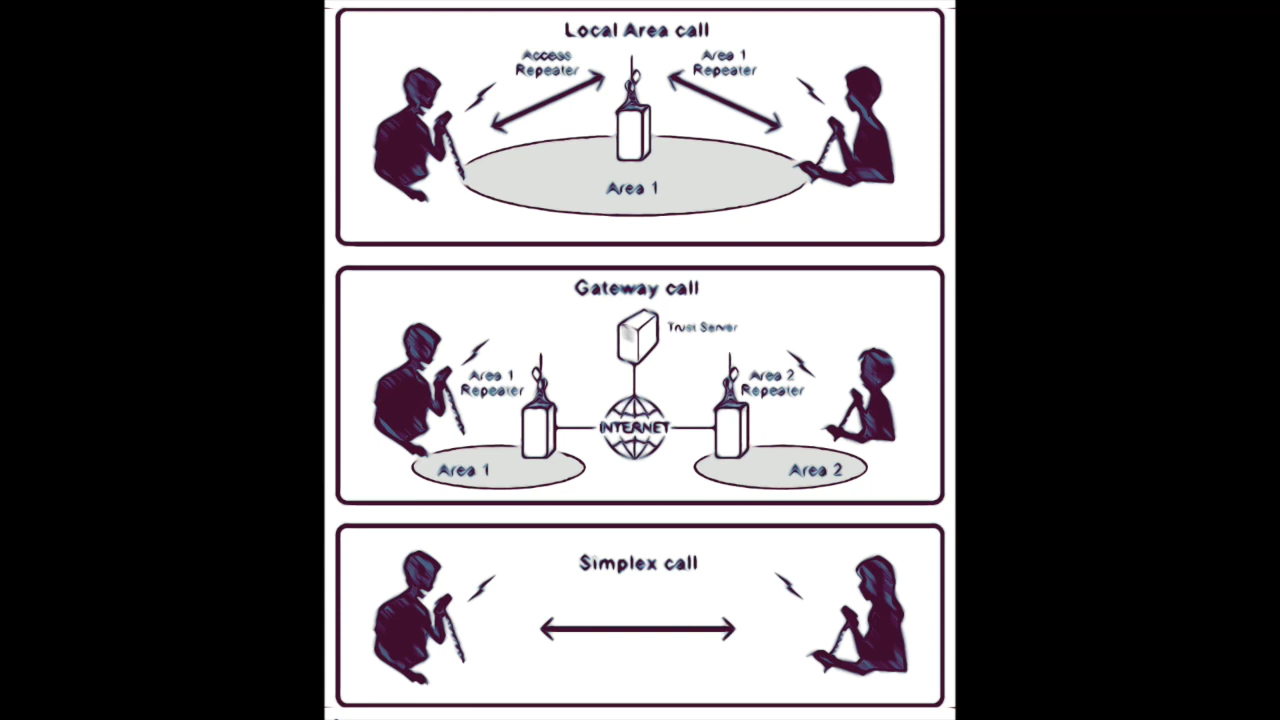 Local Area call
Access
Repeater
Area 1
Repeater
Area 1
Gateway call
Trust Server
Area 1
Repeater
Area 2
Repeater
INTERNET
Area 1
Area 2
Simplex call